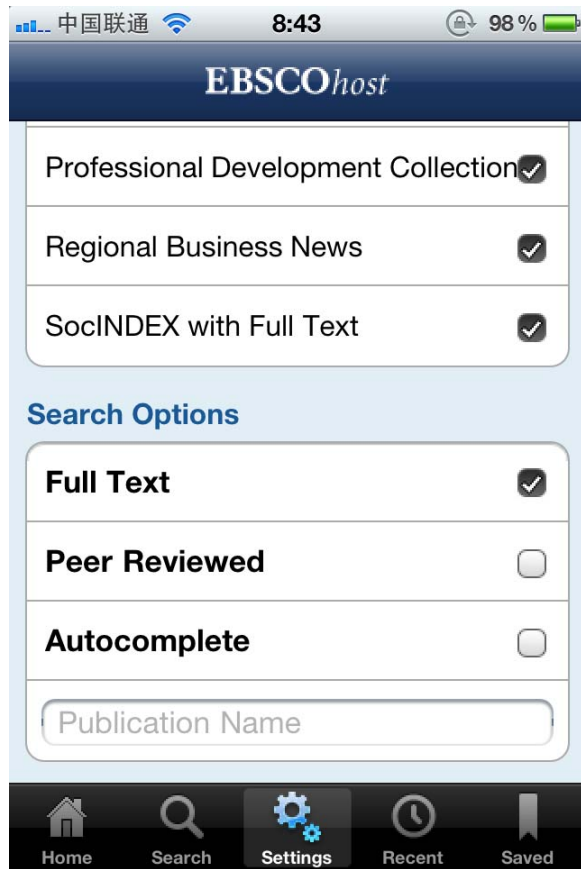 中国联通 8:43 98%
EBSCOhost
Professional Development Collection
Regional Business News
SocINDEX with Full Text
Search Options
Full Text
Peer Reviewed
Autocomplete
Publication Name
Home Search Settings Recent Saved